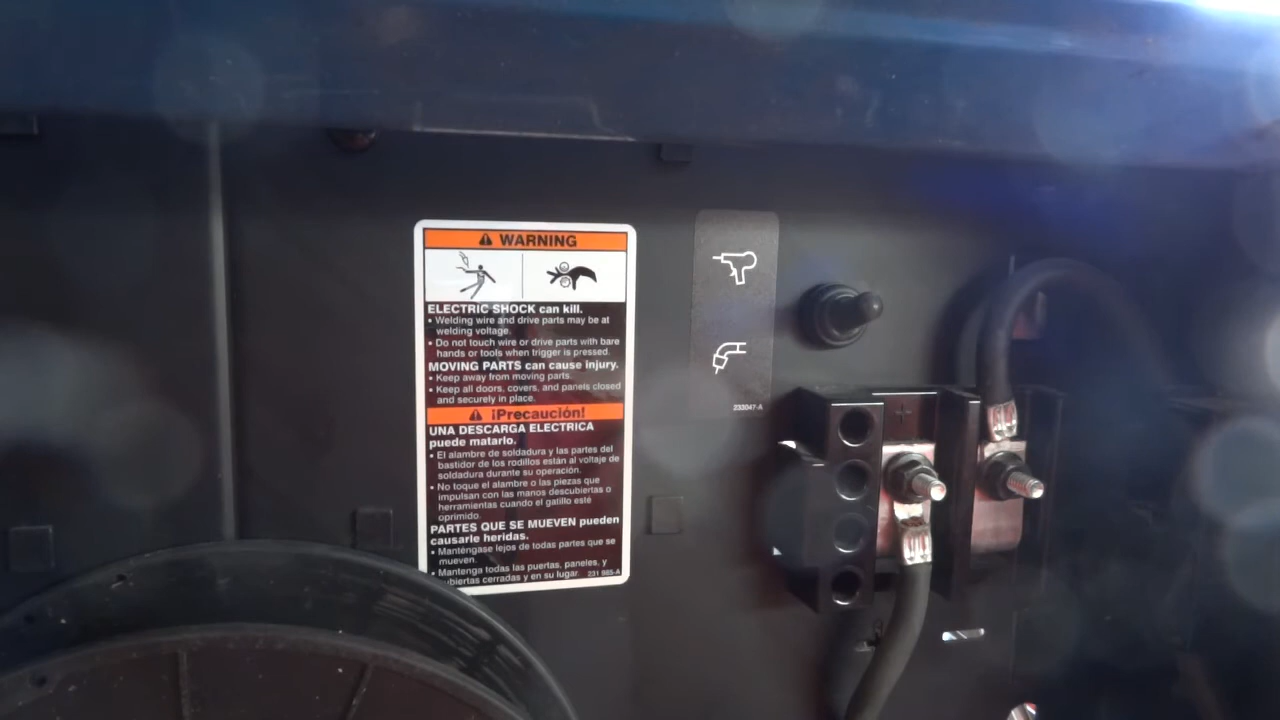 WARNING
ELECTRIC SHOCK can kill.
• Welding wire and drive parts may be at
welding voltage.
• Do not touch wire or drive parts with bare
hands or tools when trigger is pressed.
MOVING PARTS can cause injury.
• Keep away from moving parts.
• Keep all doors, covers, and panels closed
and securely in place.
¡Precaución!
UNA DESCARGA ELECTRICA
puede matarlo.
• El alambre de soldadura y las partes del
bastidor de los rodillos están al voltaje de
soldadura durante su operación.
• No toque el alambre o las piezas que
impulsan con las manos descubiertas o
herramientas cuando el gatillo esté
oprimido.
PARTES QUE SE MUEVEN pueden
causarle heridas.
• Manténgase lejos de todas partes que se
mueven.
• Mantenga todas las puertas, paneles, y
ubiertas cerradas y en su lugar. 231 985-A
233047-A
+